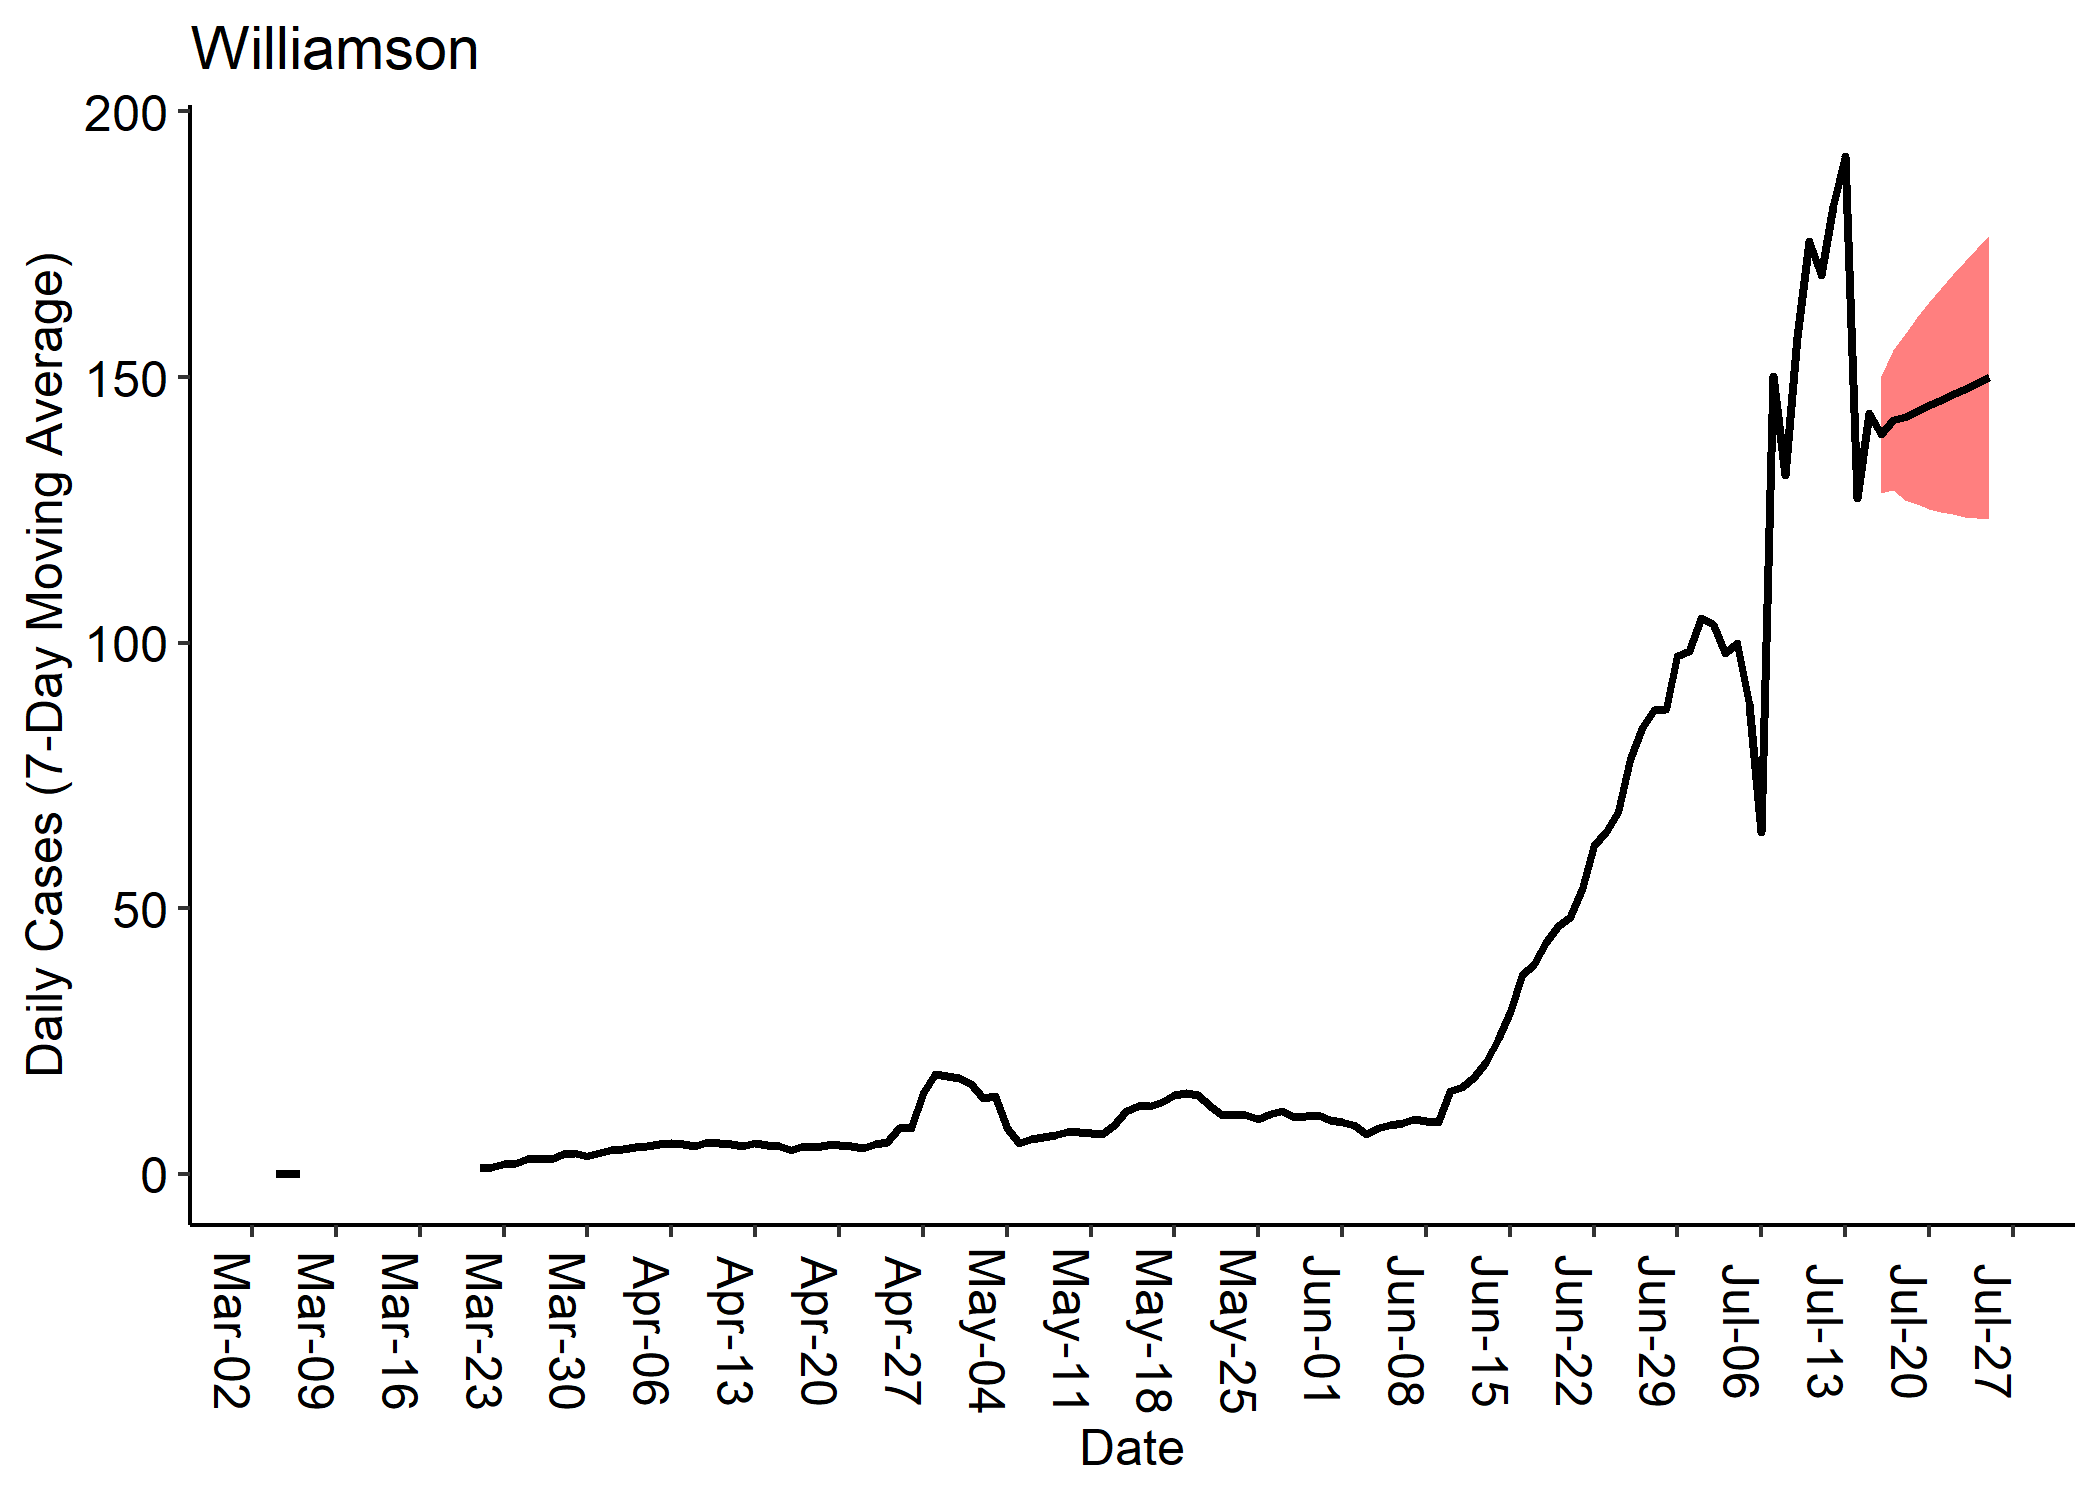 Williamson
Daily Cases (7-Day Moving Average)
200
150
100
50
0
Mar-02
Mar-09
Mar-16
Mar-23
Mar-30
Apr-06
Apr-13
Apr-20
Apr-27
May-04
May-11
May-18
May-25
Jun-01
Jun-08
Jun-15
Jun-22
Jun-29
Jul-06
Jul-13
Jul-20
Jul-27
Date